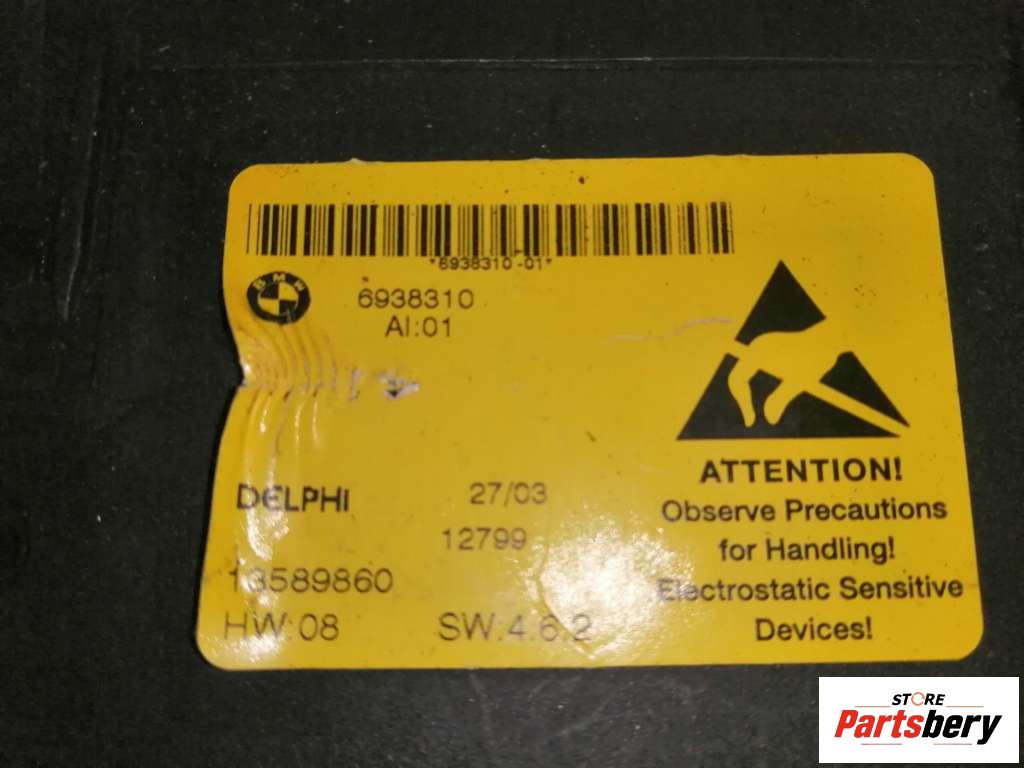 *6938310-01*
BMW
6938310
AI:01
DELPHI
27/03
12799
13589860
HW:08
SW:4.6.2
ATTENTION!
Observe Precautions
for Handling!
Electrostatic Sensitive
Devices!
STORE
Partsbery